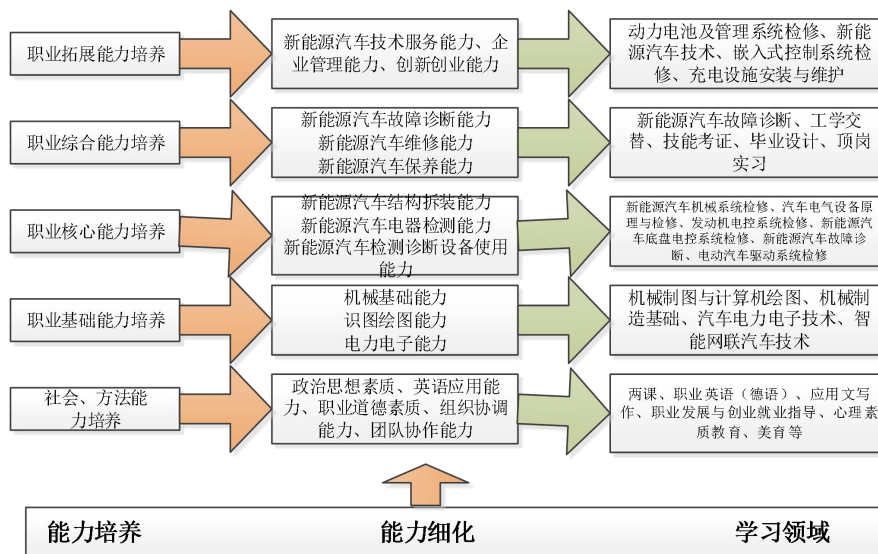 职业拓展能力培养
新能源汽车技术服务能力、企
业管理能力、创新创业能力
动力电池及管理系统检修、新能
源汽车技术、嵌入式控制系统检
修、充电设施安装与维护
职业综合能力培养
新能源汽车故障诊断能力
新能源汽车维修能力
新能源汽车保养能力
新能源汽车故障诊断、工学交
替、技能考证、毕业设计、顶岗
实习
职业核心能力培养
新能源汽车结构拆装能力
新能源汽车电器检测能力
新能源汽车检测诊断设备使用
能力
新能源汽车机械系统检修、汽车电气设备原
理与检修、发动机电控系统检修、新能源汽
车底盘电控系统检修、新能源汽车故障诊
断、电动汽车驱动系统检修
职业基础能力培养
机械基础能力
识图绘图能力
电力电子能力
机械制图与计算机绘图、机械制
造基础、汽车电力电子技术、智
能网联汽车技术
社会、方法能
力培养
政治思想素质、英语应用能
力、职业道德素质、组织协调
能力、团队协作能力
两课、职业英语（德语）、应用文写
作、职业发展与创业就业指导、心理素
质教育、美育等
能力培养
能力细化
学习领域